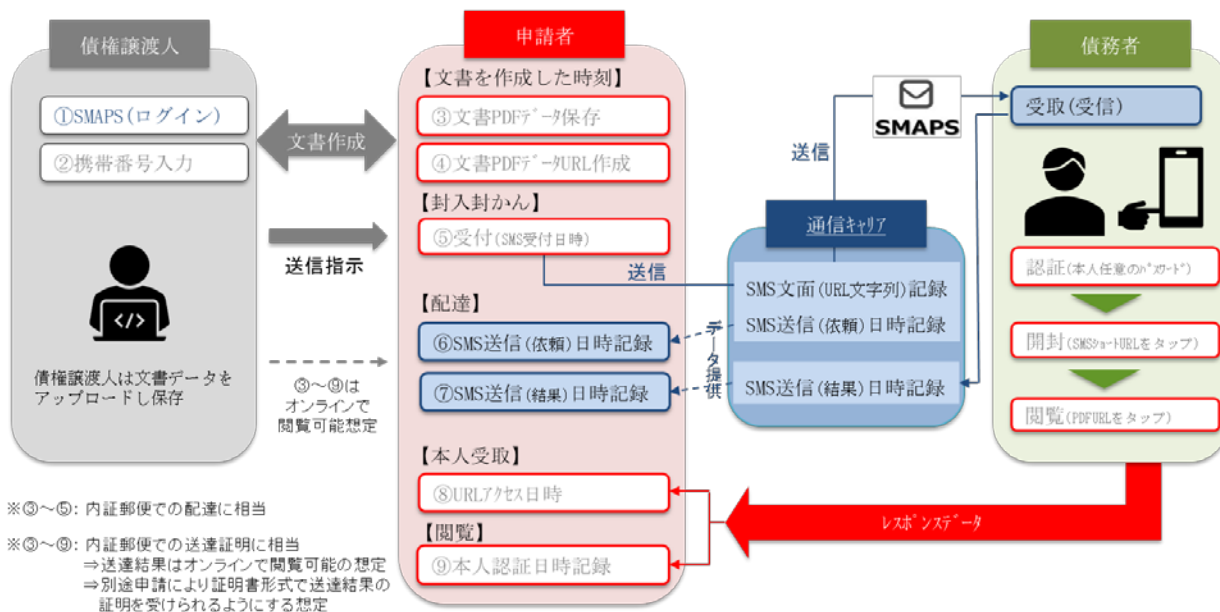 債権譲渡人
①SMAPS(ログイン)
②携帯番号入力
債権譲渡人は文書データを
アップロードし保存
文書作成
送信指示
③～⑨は
オンラインで
閲覧可能想定
申請者
【文書を作成した時刻】
③文書PDFデータ保存
④文書PDFデータURL作成
【封入封かん】
⑤受付(SMS受付日時)
【配達】
⑥SMS送信(依頼)日時記録
⑦SMS送信(結果)日時記録
【本人受取】
⑧URLアクセス日時
【閲覧】
⑨本人認証日時記録
送信
データ提供
通信キャリア
SMS文面(URL文字列)記録
SMS送信(依頼)日時記録
SMS送信(結果)日時記録
送信
SMAPS
債務者
受取(受信)
認証(本人任意のパスワード)
開封(SMSショートURLをタップ)
閲覧(PDFURLをタップ)
レスポンスデータ
※③～⑤: 内証郵便での配達に相当
※③～⑨: 内証郵便での送達証明に相当
⇒送達結果はオンラインで閲覧可能の想定
⇒別途申請により証明書形式で送達結果の
証明を受けられるようにする想定